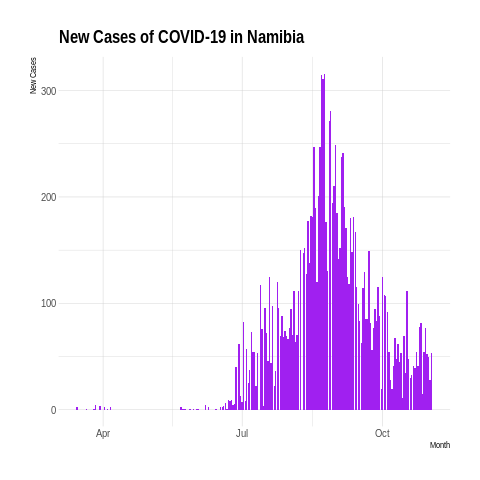 New Cases of COVID-19 in Namibia
New Cases
300
200
100
0
Apr Jul Oct
Month